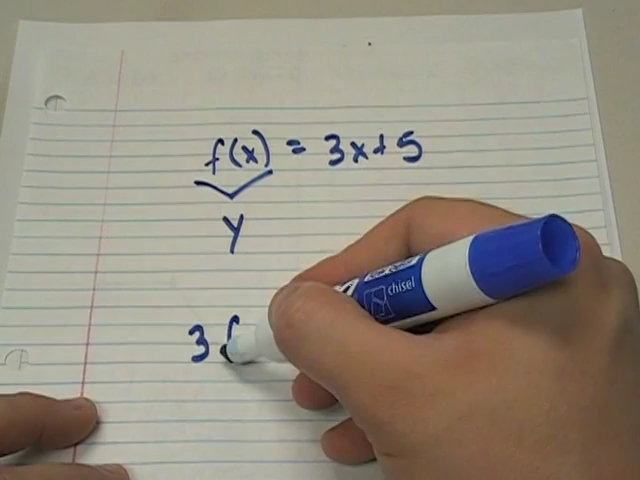 f(x) = 3x+5
y
3 f
chisel